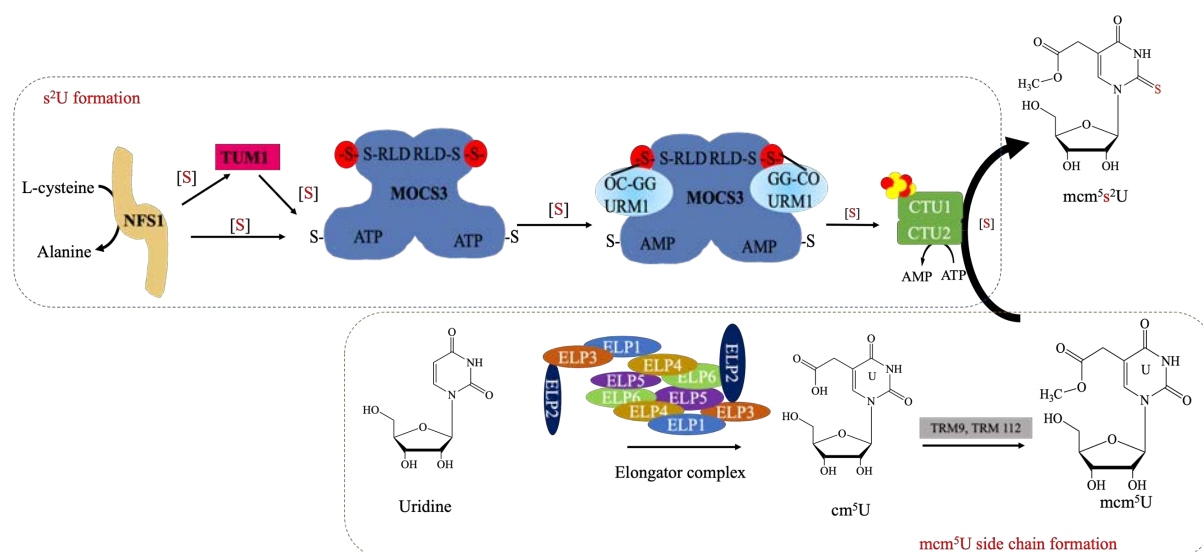 s²U formation
L-cysteine
Alanine
NFS1
[S]
[S]
TUM1
[S]
-S- S-RLD RLD-S -S-
MOCS3
ATP ATP
S- -S
[S]
-S- S-RLD RLD-S -S-
OC-GG
URM1
MOCS3
GG-CO
URM1
AMP AMP
S- -S
[S]
CTU1
CTU2
AMP ATP
[S]
O
O
NH
O
H₃C
N
S
HO
O
OH OH
mcm⁵s²U
O
NH
N
O
HO
O
OH OH
Uridine
ELP3
ELP2
ELP1
ELP4
ELP6
ELP2
ELP5
ELP6
ELP5
ELP4
ELP3
ELP1
Elongator complex
O
O
U
NH
OH
N
O
HO
O
OH OH
cm⁵U
TRM9, TRM 112
O
O
U
NH
O
H₃C
N
O
HO
O
OH OH
mcm⁵U
mcm⁵U side chain formation